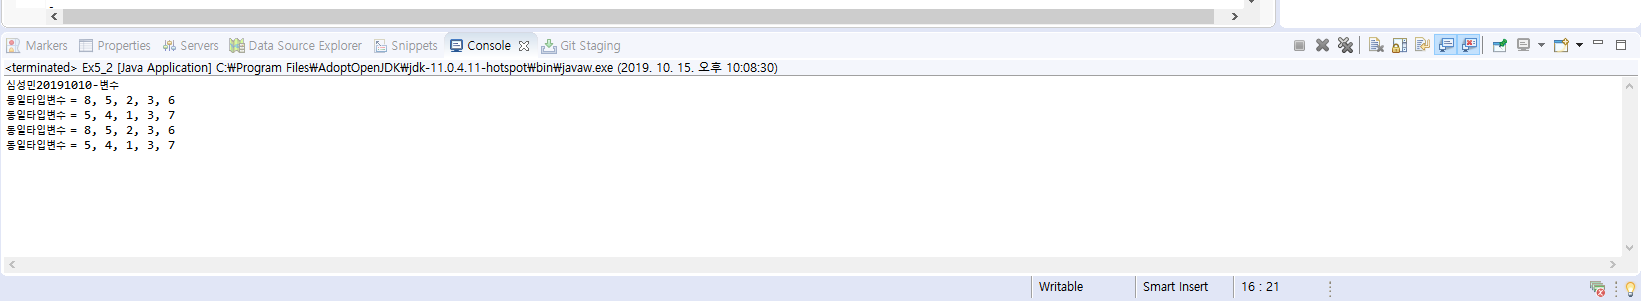 Markers Properties Servers Data Source Explorer Snippets Console Git Staging
<terminated> Ex5_2 [Java Application] C:₩Program Files₩AdoptOpenJDK₩jdk-11.0.4.11-hotspot₩bin₩javaw.exe (2019. 10. 15. 오후 10:08:30)
심성민20191010-변수
동일타입변수 = 8, 5, 2, 3, 6
동일타입변수 = 5, 4, 1, 3, 7
동일타입변수 = 8, 5, 2, 3, 6
동일타입변수 = 5, 4, 1, 3, 7
Writable Smart Insert 16 : 21